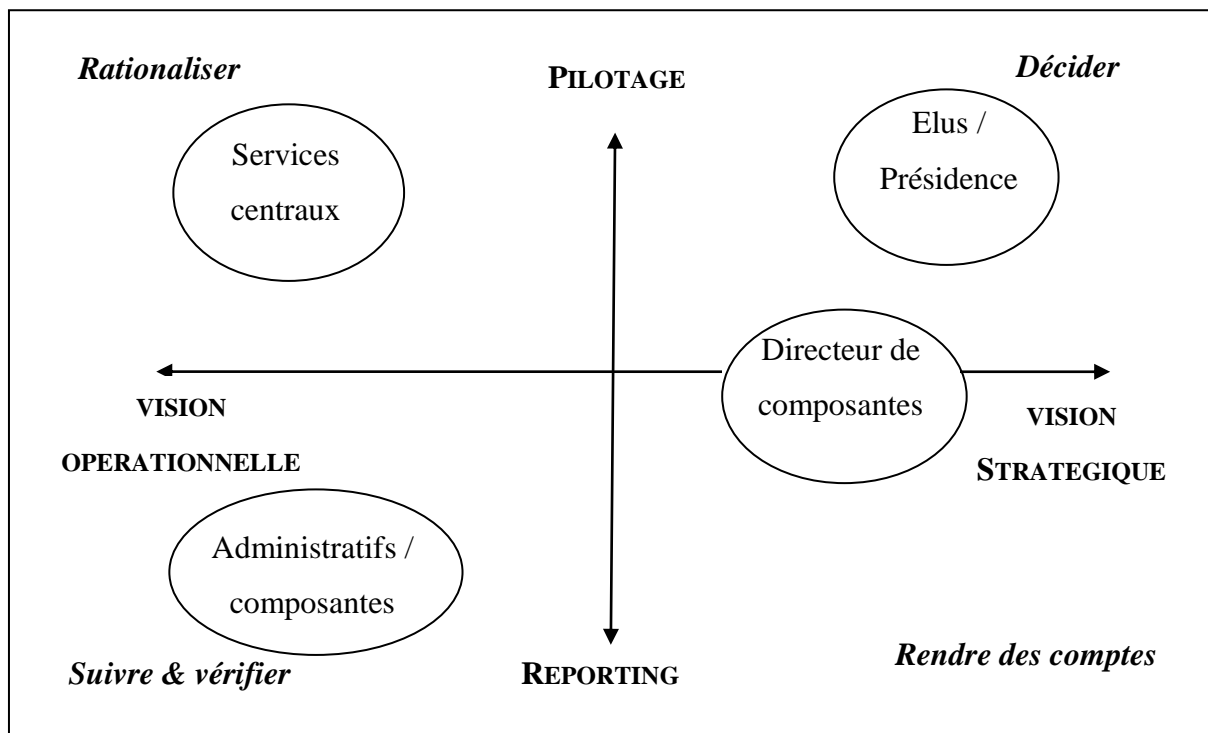 Rationaliser
PILOTAGE
Décider
Services
centraux
Elus /
Présidence
Directeur de
composantes
VISION
OPERATIONNELLE
VISION
STRATEGIQUE
Administratifs /
composantes
Suivre & vérifier
REPORTING
Rendre des comptes